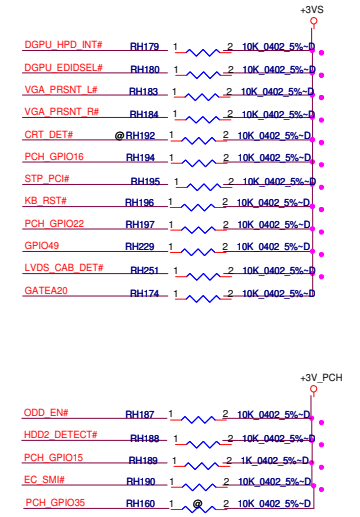 +3VS
DGPU_HPD_INT# RH179 1 2 10K_0402_5%~D
DGPU_EDIDSEL# RH180 1 2 10K_0402_5%~D
VGA_PRSNT_L# RH183 1 2 10K_0402_5%~D
VGA_PRSNT_R# RH184 1 2 10K_0402_5%~D
CRT_DET# @ RH192 1 2 10K_0402_5%~D
PCH_GPIO16 RH194 1 2 10K_0402_5%~D
STP_PCI# RH195 1 2 10K_0402_5%~D
KB_RST# RH196 1 2 10K_0402_5%~D
PCH_GPIO22 RH197 1 2 10K_0402_5%~D
GPIO49 RH229 1 2 10K_0402_5%~D
LVDS_CAB_DET# RH251 1 2 10K_0402_5%~D
GATEA20 RH174 1 2 10K_0402_5%~D
+3V_PCH
ODD_EN# RH187 1 2 10K_0402_5%~D
HDD2_DETECT# RH188 1 2 10K_0402_5%~D
PCH_GPIO15 RH189 1 2 1K_0402_5%~D
EC_SMI# RH190 1 2 10K_0402_5%~D
PCH_GPIO35 RH160 1 @ 2 10K_0402_5%~D